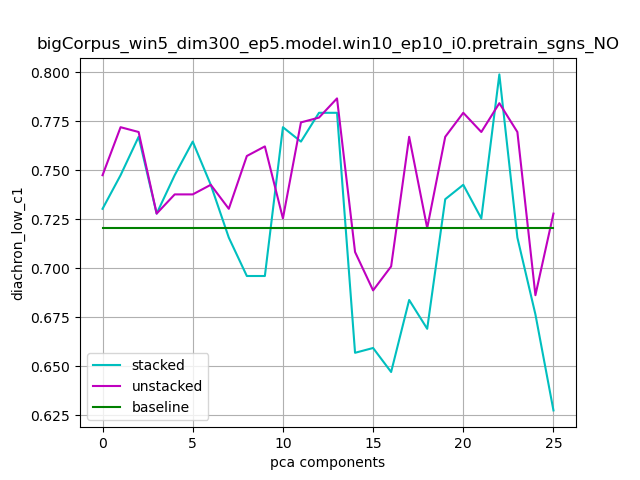 bigCorpus_win5_dim300_ep5.model.win10_ep10_i0.pretrain_sgns_NO
0.800
0.775
0.750
0.725
0.700
0.675
0.650
0.625
diachron_low_c1
stacked
unstacked
baseline
0 5 10 15 20 25
pca components